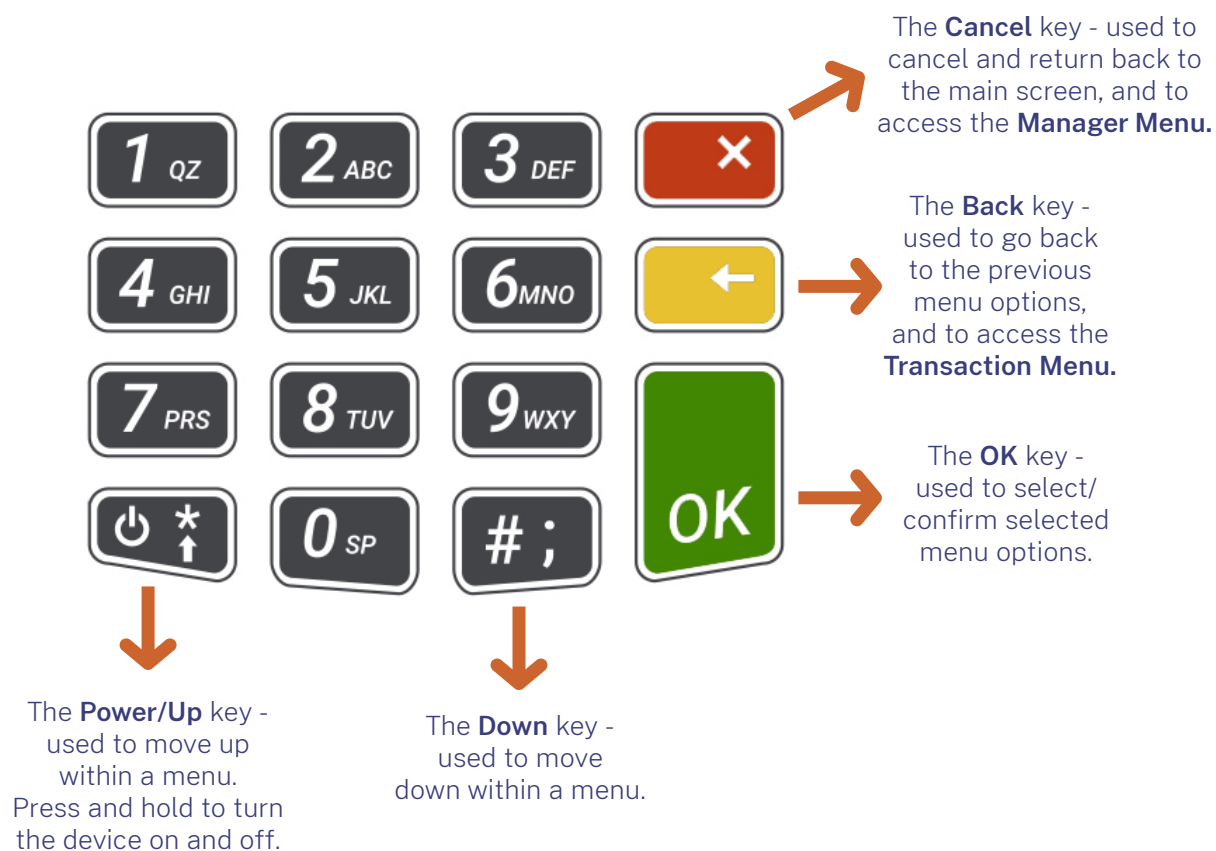 The Cancel key - used to
cancel and return back to
the main screen, and to
access the Manager Menu.
1 QZ
2 ABC
3 DEF
×
The Back key -
used to go back
to the previous
menu options,
and to access the
Transaction Menu.
4 GHI
5 JKL
6 MNO
←
7 PRS
8 TUV
9 WXY
OK
The OK key -
used to select/
confirm selected
menu options.
* ↑
0 SP
# ;
The Power/Up key -
used to move up
within a menu.
Press and hold to turn
the device on and off.
The Down key -
used to move
down within a menu.